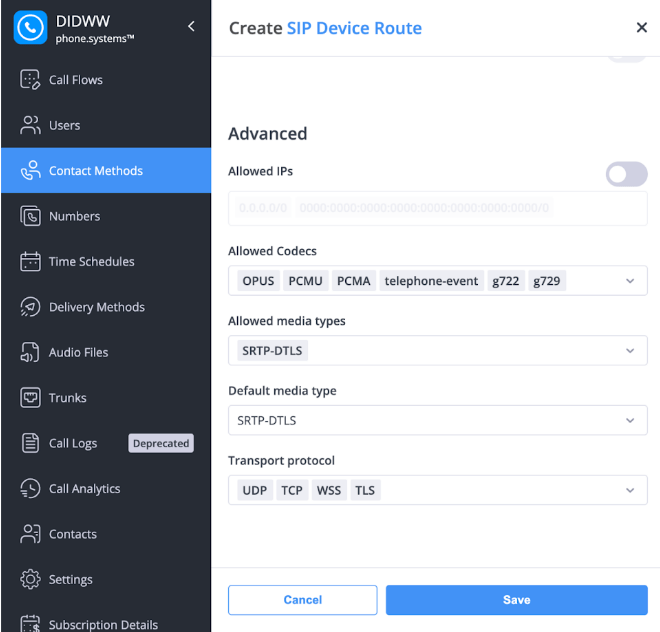 DIDWW
phone.systems™
Call Flows
Users
Contact Methods
Numbers
Time Schedules
Delivery Methods
Audio Files
Trunks
Call Logs Deprecated
Call Analytics
Contacts
Settings
Subscription Details
Create SIP Device Route
Advanced
Allowed IPs
0.0.0.0/0 0000:0000:0000:0000:0000:0000:0000:0000/0
Allowed Codecs
OPUS PCMU PCMA telephone-event g722 g729
Allowed media types
SRTP-DTLS
Default media type
SRTP-DTLS
Transport protocol
UDP TCP WSS TLS
Cancel Save